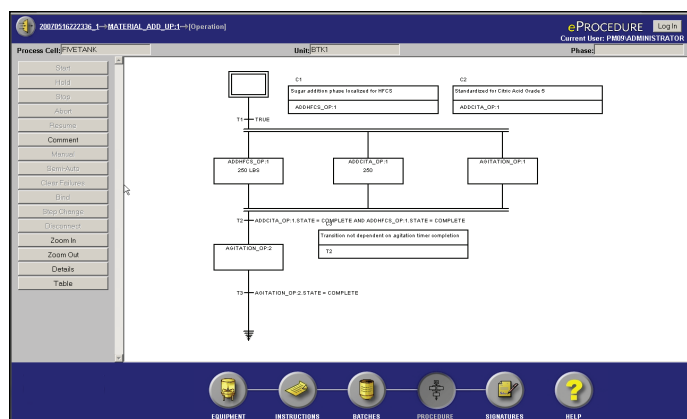 20070516222336_1→MATERIAL_ADD_UP:1→[Operation]
ePROCEDURE
Log In
Current User: PM09\ADMINISTRATOR
Process Cell: FIVETANK
Unit: BTK1
Phase:
Start
Hold
Stop
Abort
Resume
Comment
Manual
Semi-Auto
Clear Failures
Bind
Step Change
Disconnect
Zoom In
Zoom Out
Details
Table
C1
Sugar addition phase localized for HFCS
ADDHFCS_OP:1
C2
Standardized for Citric Acid Grade B
ADDCITA_OP:1
T1 TRUE
ADDHFCS_OP:1
250 LBS
ADDCITA_OP:1
250
AGITATION_OP:1
T2 ADDCITA_OP:1.STATE = COMPLETE AND ADDHFCS_OP:1.STATE = COMPLETE
C3
Transition not dependent on agitation timer completion
T2
AGITATION_OP:2
T3 AGITATION_OP:2.STATE = COMPLETE
EQUIPMENT
INSTRUCTIONS
BATCHES
PROCEDURE
SIGNATURES
HELP